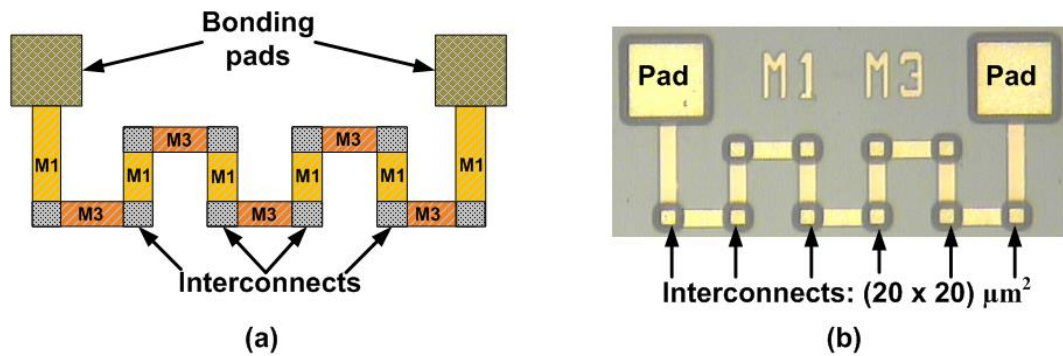 Bonding
pads
M3
M3
M1
M1
M1
M1
M1
M1
M3
M3
M3
Interconnects
(a)
M1 M3
Pad
Pad
Interconnects: (20 x 20) µm²
(b)